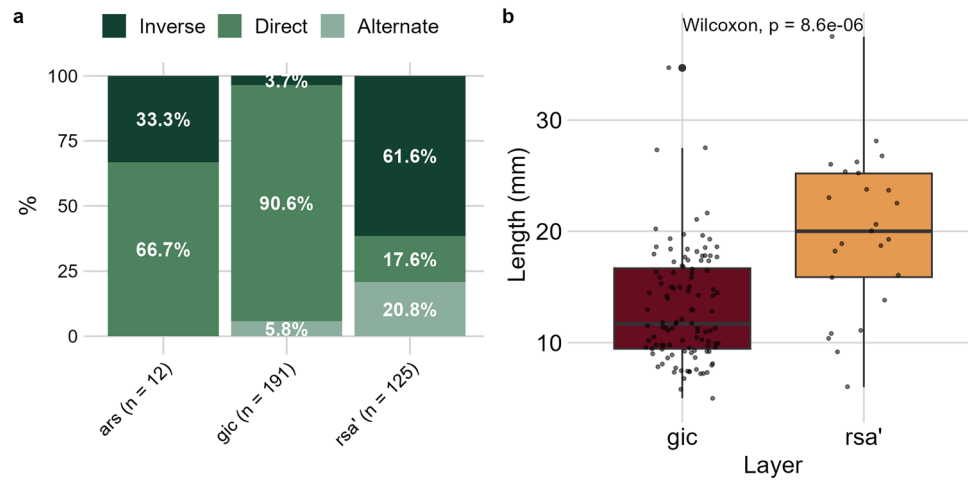 a
Inverse Direct Alternate
100
75
50
25
0
%
33.3%
66.7%
3.7%
90.6%
5.8%
61.6%
17.6%
20.8%
ars (n = 12)
gic (n = 191)
rsa' (n = 125)
b
Wilcoxon, p = 8.6e-06
30
20
10
Length (mm)
gic rsa'
Layer